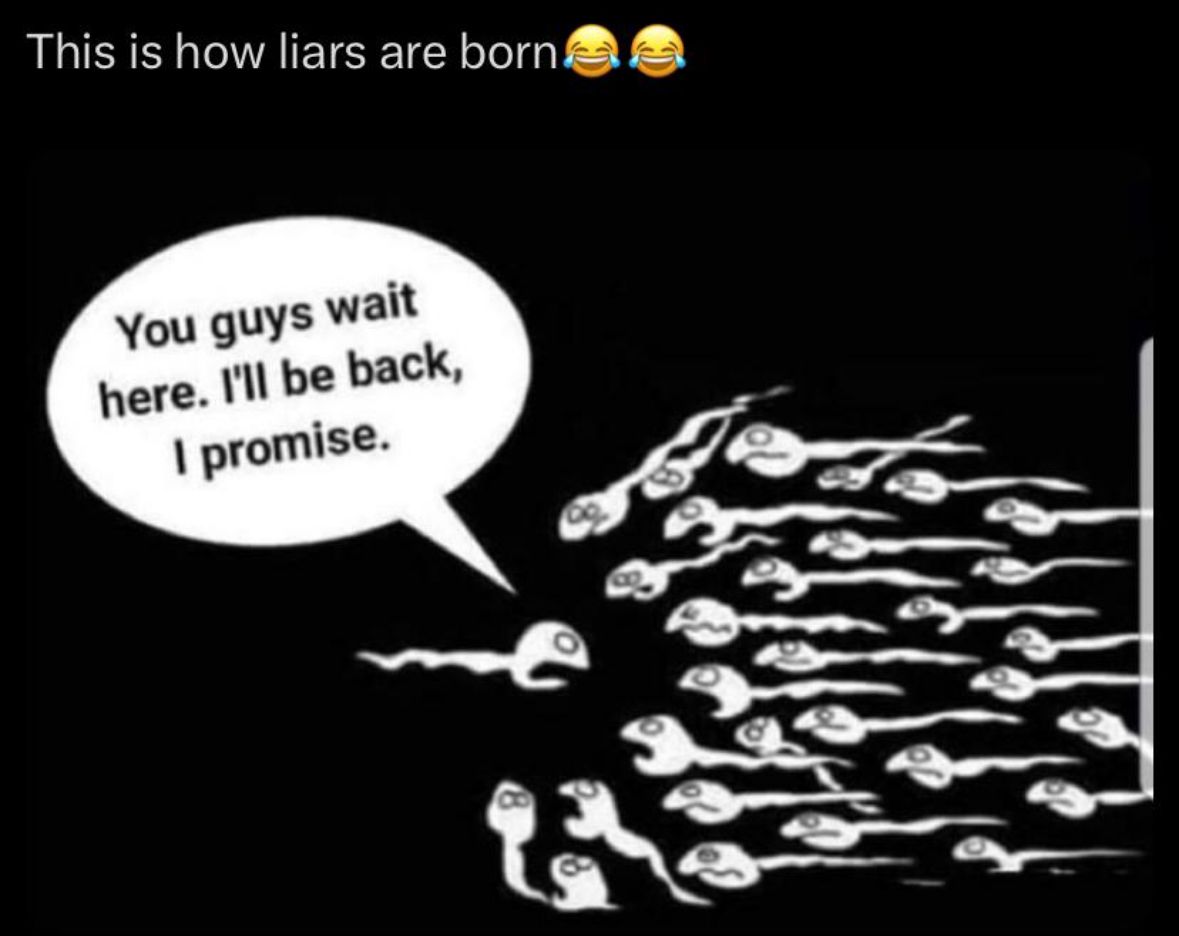 This is how liars are born😂😂
You guys wait
here. I'll be back,
I promise.